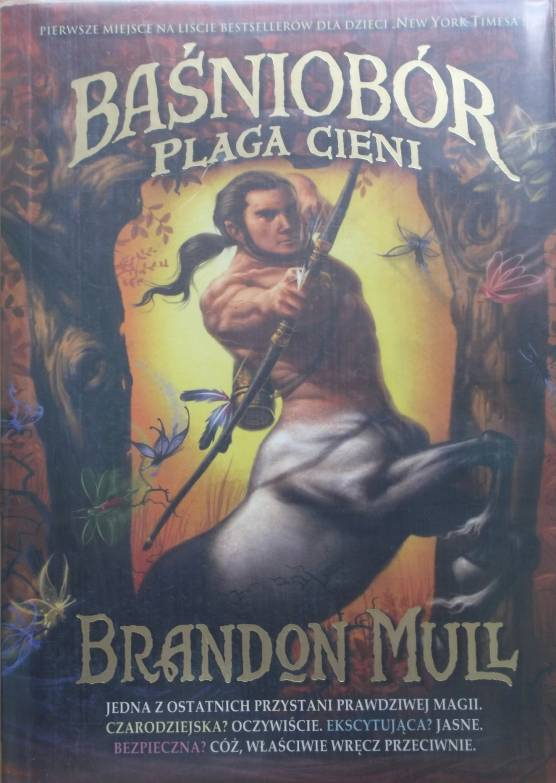 PIERWSZE MIEJSCE NA LIŚCIE BESTSELLERÓW DLA DZIECI „NEW YORK TIMESA”
BAŚNIOBÓR
PLAGA CIENI
BRANDON MULL
JEDNA Z OSTATNICH PRZYSTANI PRAWDZIWEJ MAGII.
CZARODZIEJSKA? OCZYWIŚCIE. EKSCYTUJĄCA? JASNE.
BEZPIECZNA? CÓŻ, WŁAŚCIWIE WRĘCZ PRZECIWNIE.